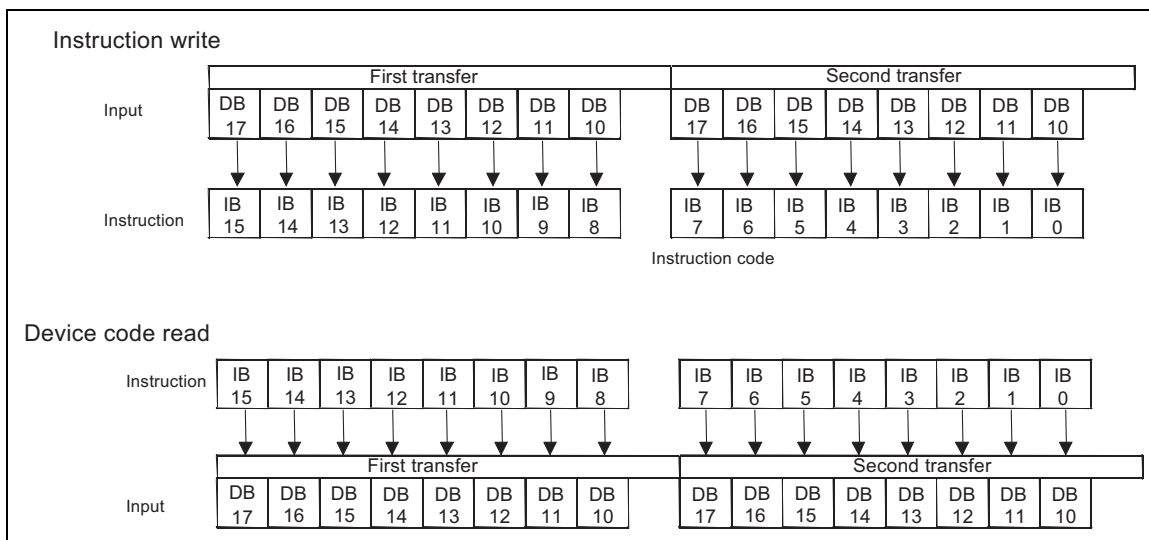 Instruction write
First transfer Second transfer
Input DB 17 DB 16 DB 15 DB 14 DB 13 DB 12 DB 11 DB 10 DB 17 DB 16 DB 15 DB 14 DB 13 DB 12 DB 11 DB 10
Instruction IB 15 IB 14 IB 13 IB 12 IB 11 IB 10 IB 9 IB 8 IB 7 IB 6 IB 5 IB 4 IB 3 IB 2 IB 1 IB 0
Instruction code
Device code read
Instruction IB 15 IB 14 IB 13 IB 12 IB 11 IB 10 IB 9 IB 8 IB 7 IB 6 IB 5 IB 4 IB 3 IB 2 IB 1 IB 0
First transfer Second transfer
Input DB 17 DB 16 DB 15 DB 14 DB 13 DB 12 DB 11 DB 10 DB 17 DB 16 DB 15 DB 14 DB 13 DB 12 DB 11 DB 10